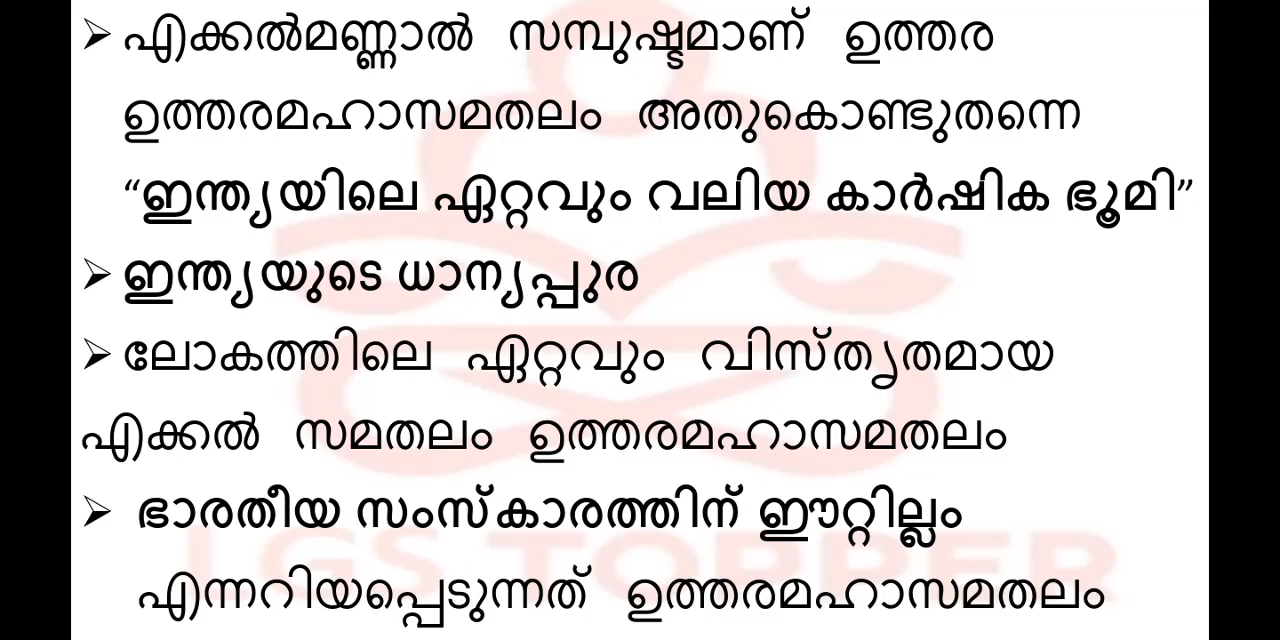 ➢ എക്കൽമണ്ണാൽ സമ്പുഷ്ടമാണ് ഉത്തര
ഉത്തരമഹാസമതലം അതുകൊണ്ടുതന്നെ
“ഇന്ത്യയിലെ ഏറ്റവും വലിയ കാർഷിക ഭൂമി”
➢ ഇന്ത്യയുടെ ധാന്യപ്പുര
➢ ലോകത്തിലെ ഏറ്റവും വിസ്തൃതമായ
എക്കൽ സമതലം ഉത്തരമഹാസമതലം
➢ ഭാരതീയ സംസ്കാരത്തിന് ഈറ്റില്ലം
എന്നറിയപ്പെടുന്നത് ഉത്തരമഹാസമതലം
LGS TOPPER